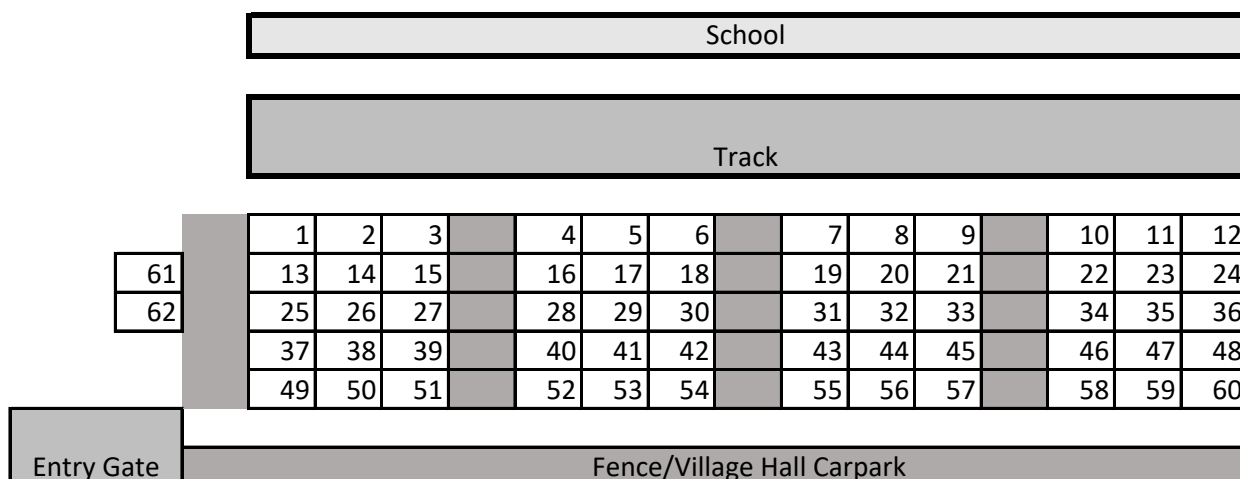 School
Track
1 2 3 4 5 6 7 8 9 10 11 12
61 13 14 15 16 17 18 19 20 21 22 23 24
62 25 26 27 28 29 30 31 32 33 34 35 36
37 38 39 40 41 42 43 44 45 46 47 48
49 50 51 52 53 54 55 56 57 58 59 60
Entry Gate Fence/Village Hall Carpark